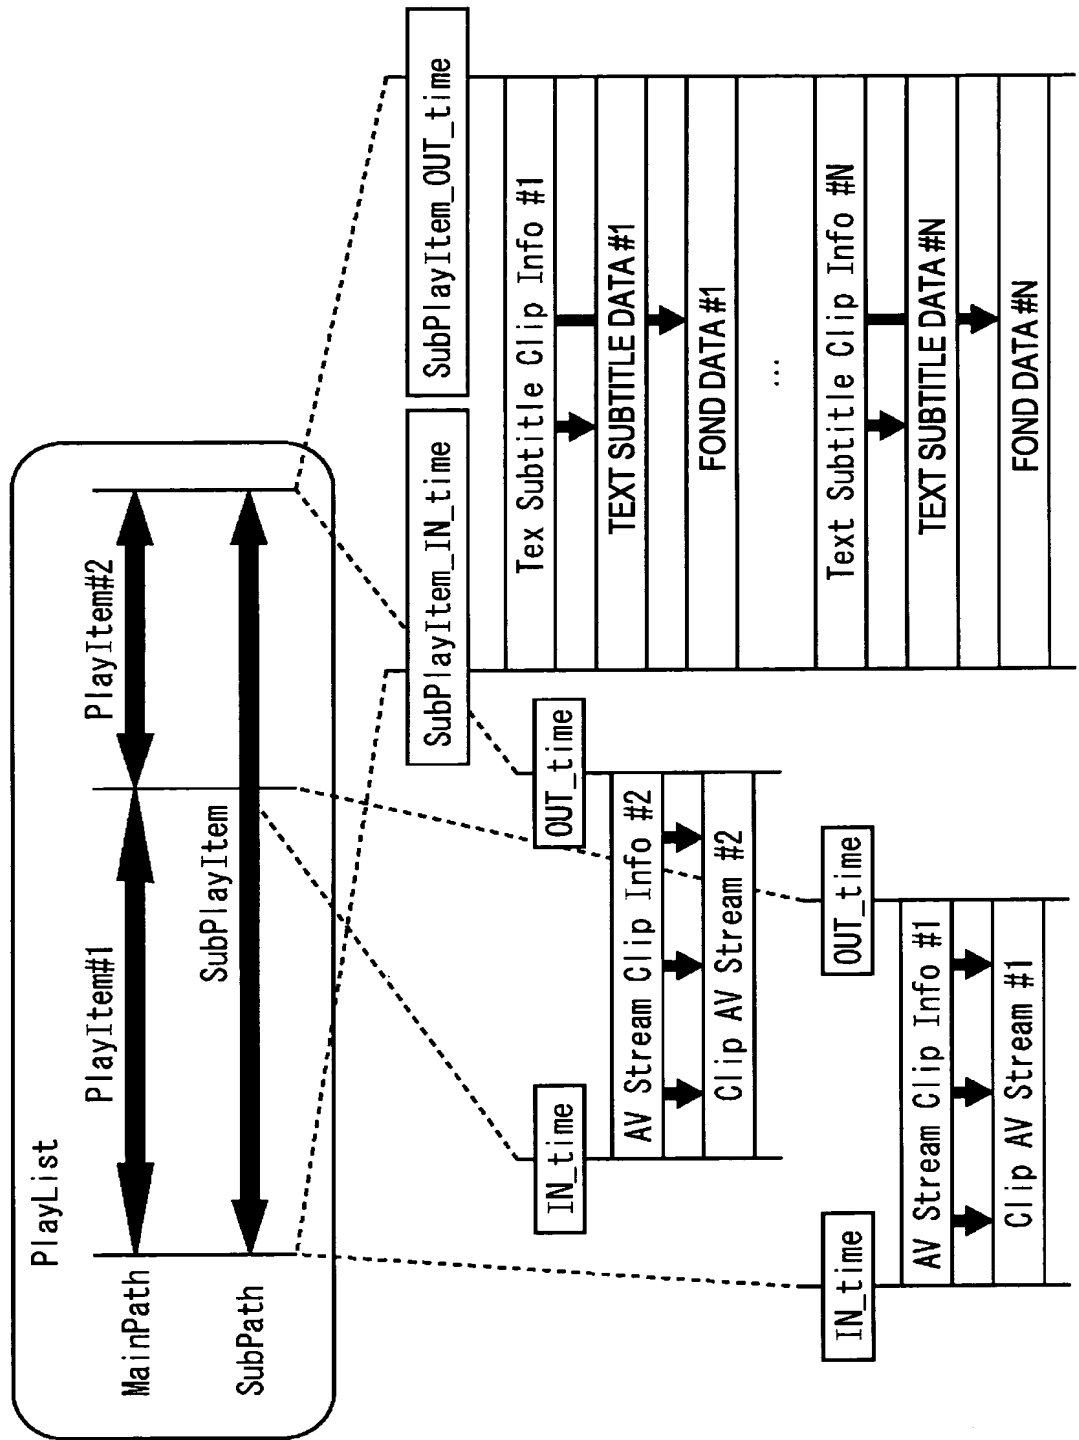 PlayList
MainPath
PlayItem#1
PlayItem#2
SubPath
SubPlayItem
SubPlayItem_IN_time
SubPlayItem_OUT_time
Tex Subtitle Clip Info #1
TEXT SUBTITLE DATA #1
FOND DATA #1
...
Text Subtitle Clip Info #N
TEXT SUBTITLE DATA #N
FOND DATA #N
IN_time
OUT_time
AV Stream Clip Info #2
Clip AV Stream #2
IN_time
OUT_time
AV Stream Clip Info #1
Clip AV Stream #1